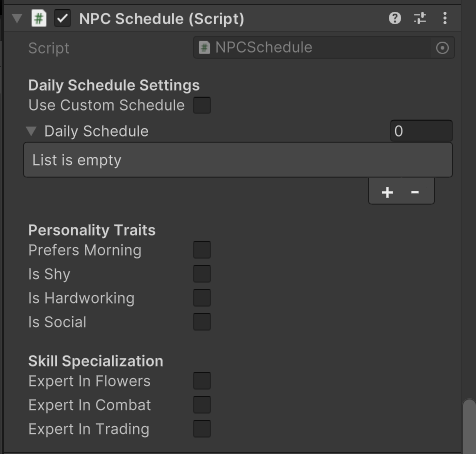 NPC Schedule (Script)
Script NPCSchedule
Daily Schedule Settings
Use Custom Schedule
Daily Schedule 0
List is empty
+ -
Personality Traits
Prefers Morning
Is Shy
Is Hardworking
Is Social
Skill Specialization
Expert In Flowers
Expert In Combat
Expert In Trading